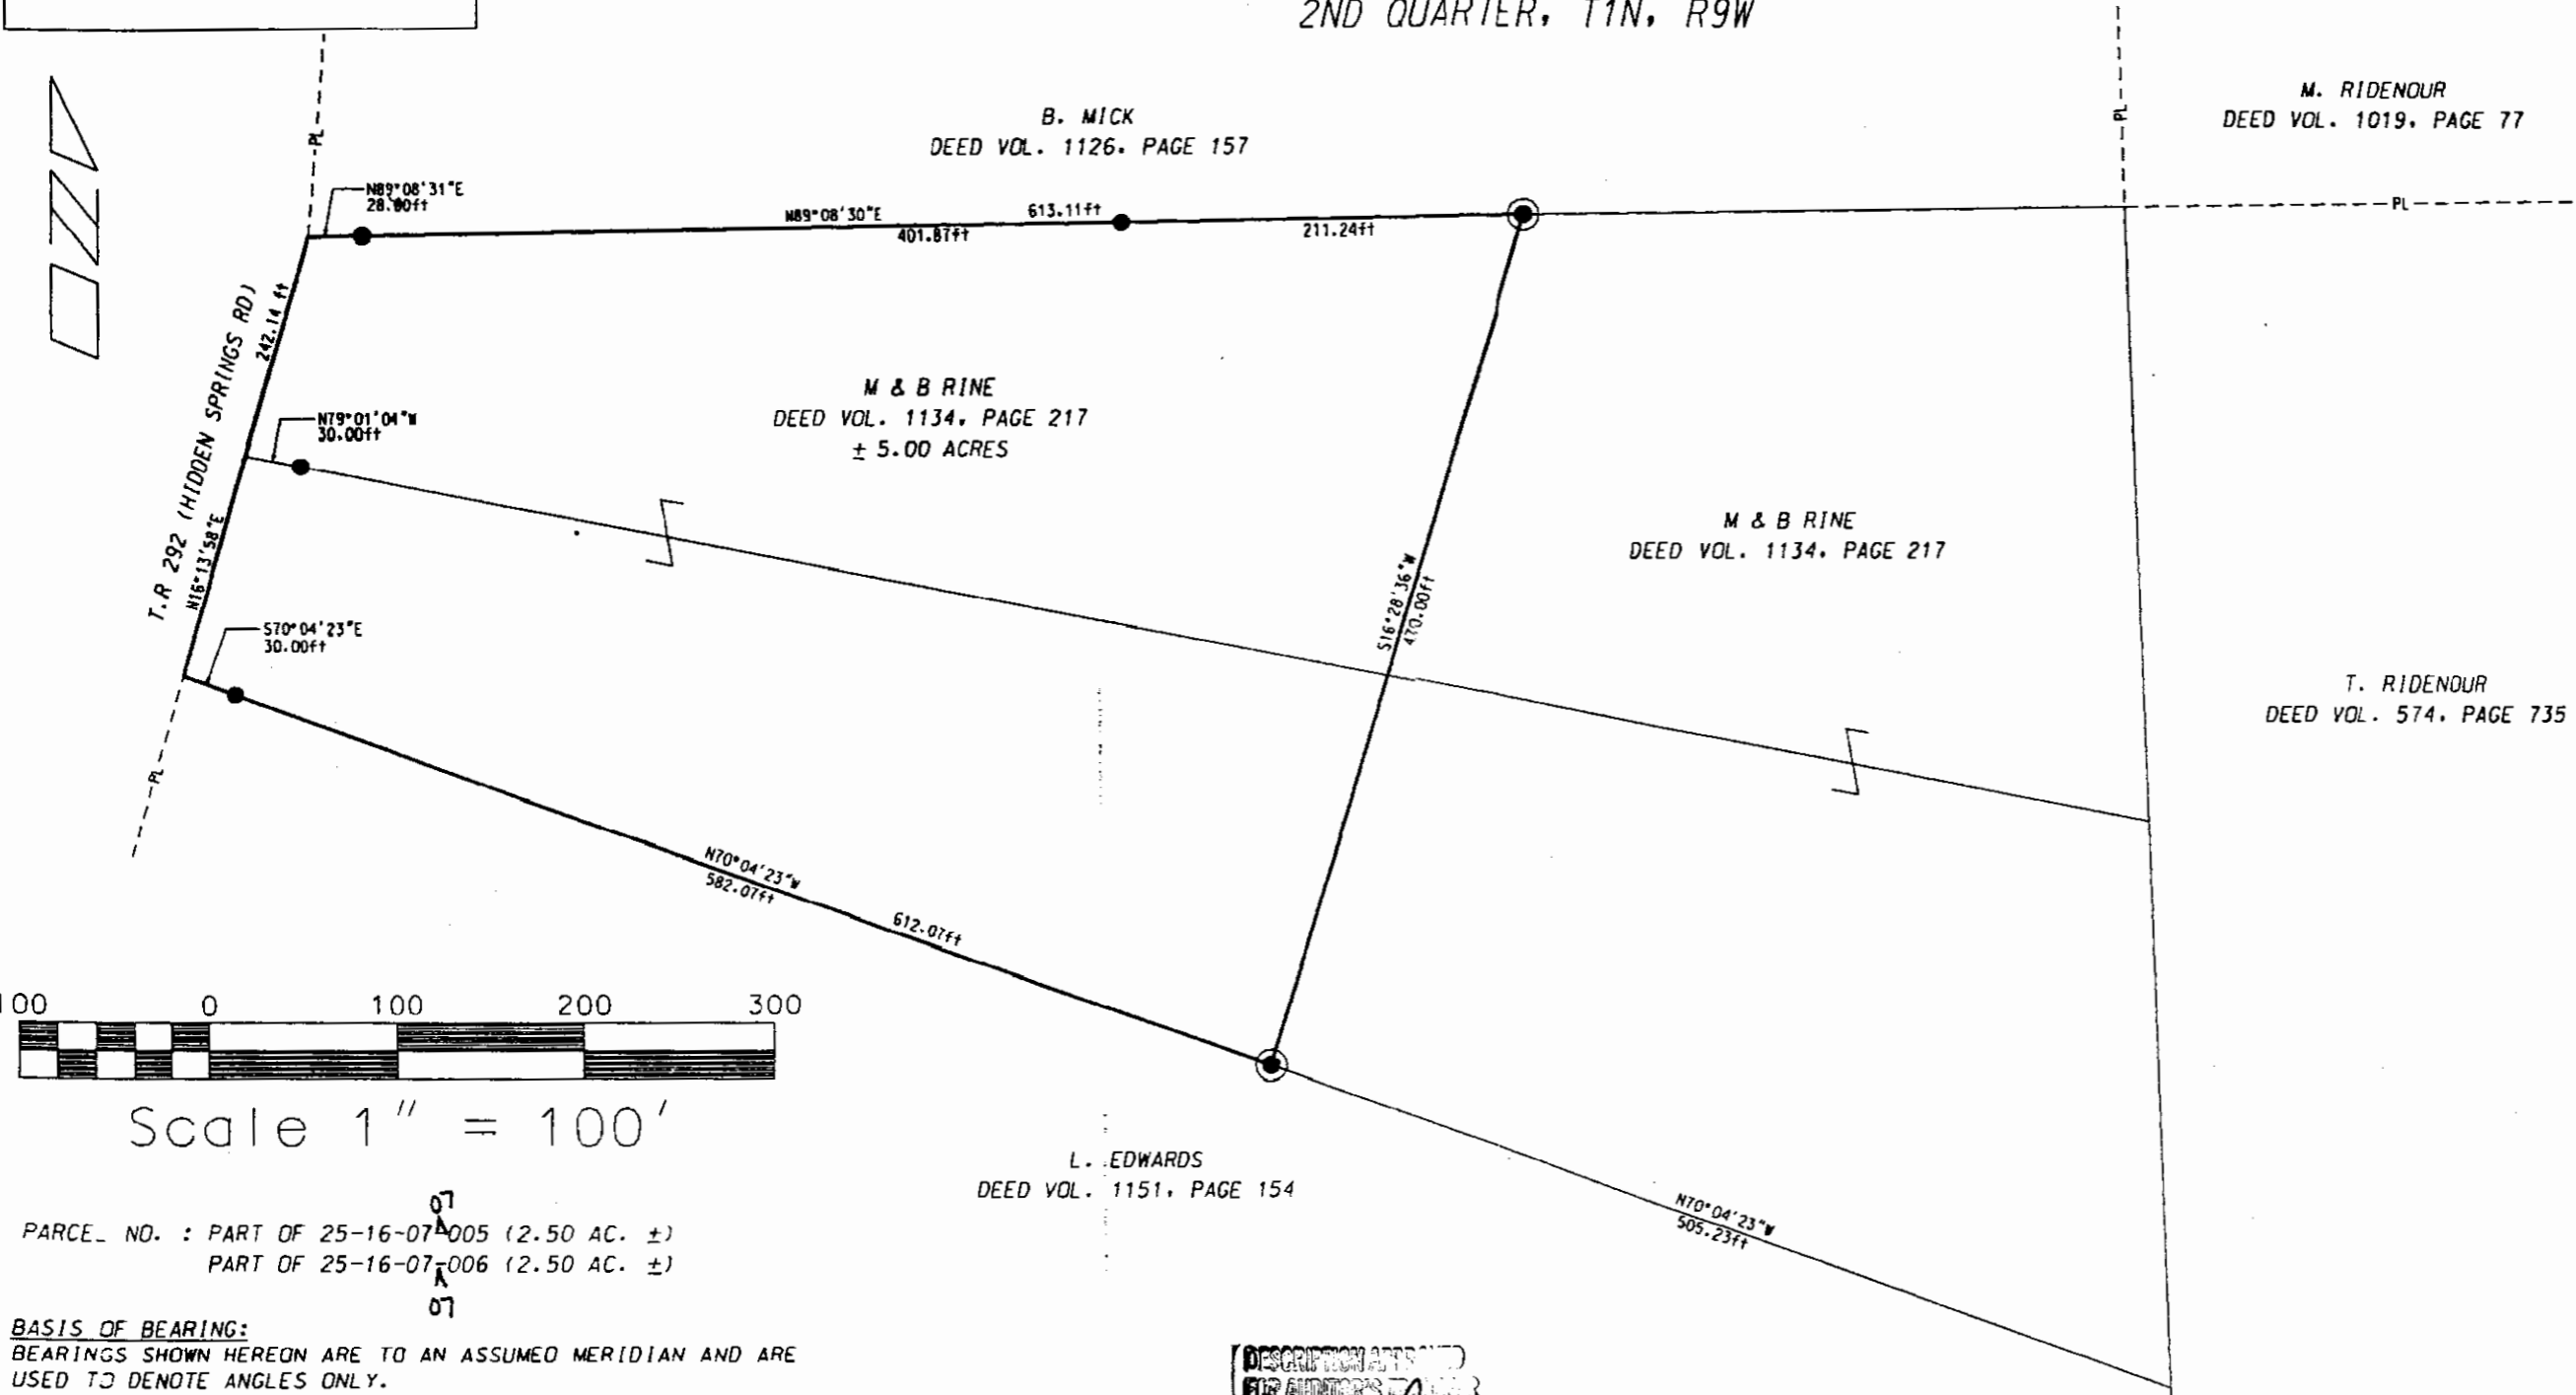 2ND QUARTER, T1N, R9W
M. RIDENOUR
DEED VOL. 1019, PAGE 77
B. MICK
DEED VOL. 1126, PAGE 157
PL
PL
PL
N89°08'31"E
28.00ft
N89°08'30"E
613.11ft
401.87ft
211.24ft
T.R 292 (HIDDEN SPRINGS RD)
242.14 ft
N16°13'58"E
N79°01'04"W
30.00ft
M & B RINE
DEED VOL. 1134, PAGE 217
± 5.00 ACRES
S16°28'36"W
470.00ft
M & B RINE
DEED VOL. 1134, PAGE 217
S70°04'23"E
30.00ft
T. RIDENOUR
DEED VOL. 574, PAGE 735
PL
N70°04'23"W
582.07ft
612.07ft
100 0 100 200 300
Scale 1" = 100'
L. EDWARDS
DEED VOL. 1151, PAGE 154
N70°04'23"W
505.23ft
07
PARCEL NO. : PART OF 25-16-07-005 (2.50 AC. ±)
PART OF 25-16-07-006 (2.50 AC. ±)
07
BASIS OF BEARING:
BEARINGS SHOWN HEREON ARE TO AN ASSUMED MERIDIAN AND ARE
USED TO DENOTE ANGLES ONLY.
DESCRIPTION APPROVED
FOR AUDITOR'S